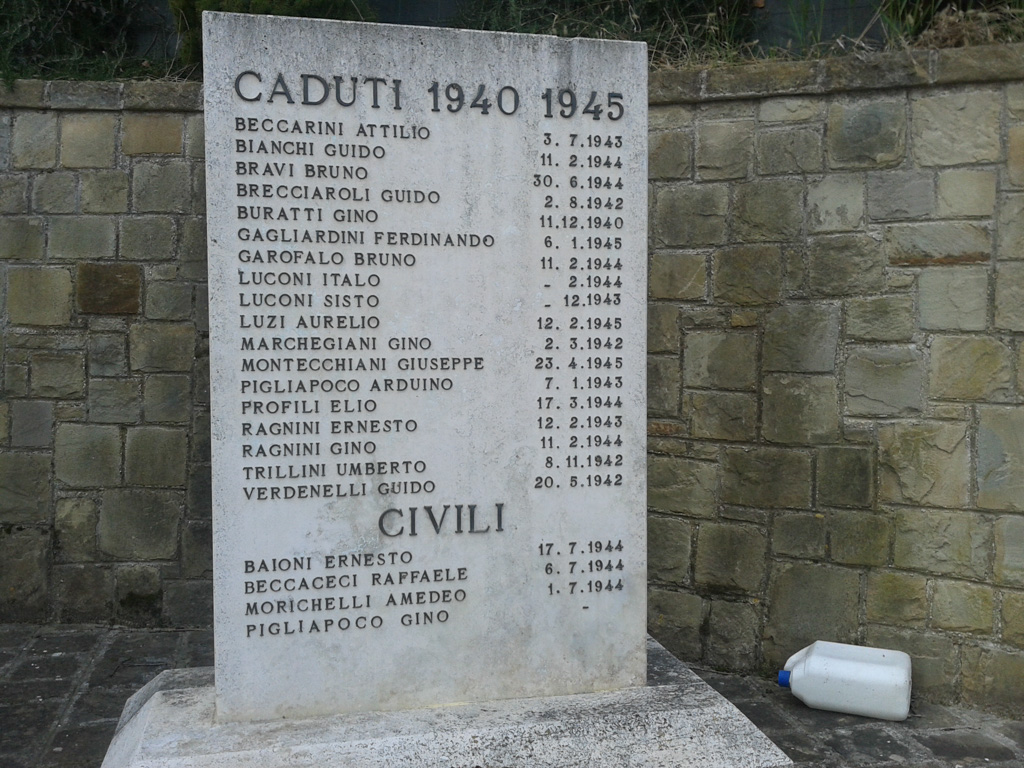 CADUTI 1940 1945
BECCARINI ATTILIO 3. 7.1943
BIANCHI GUIDO 11. 2.1944
BRAVI BRUNO 30. 6.1944
BRECCIAROLI GUIDO 2. 8.1942
BURATTI GINO 11.12.1940
GAGLIARDINI FERDINANDO 6. 1.1945
GAROFALO BRUNO 11. 2.1944
LUCONI ITALO - 2.1944
LUCONI SISTO - 12.1943
LUZI AURELIO 12. 2.1945
MARCHEGIANI GINO 2. 3.1942
MONTECCHIANI GIUSEPPE 23. 4.1945
PIGLIAPOCO ARDUINO 7. 1.1943
PROFILI ELIO 17. 3.1944
RAGNINI ERNESTO 12. 2.1943
RAGNINI GINO 11. 2.1944
TRILLINI UMBERTO 8.11.1942
VERDENELLI GUIDO 20. 5.1942
CIVILI
BAIONI ERNESTO 17. 7.1944
BECCACECI RAFFAELE 6. 7.1944
MORICHELLI AMEDEO 1. 7.1944
PIGLIAPOCO GINO -